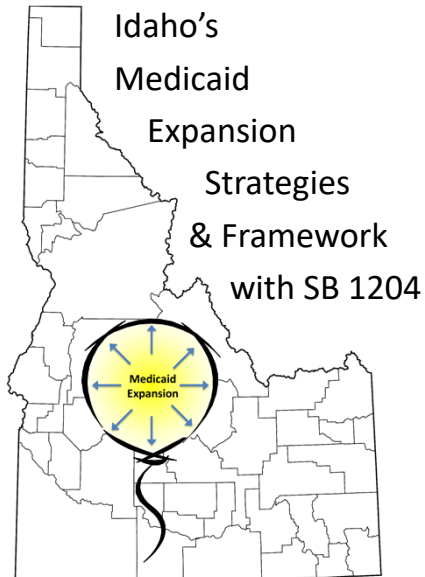 Idaho's
Medicaid
Expansion
Strategies
& Framework
with SB 1204
Medicaid
Expansion